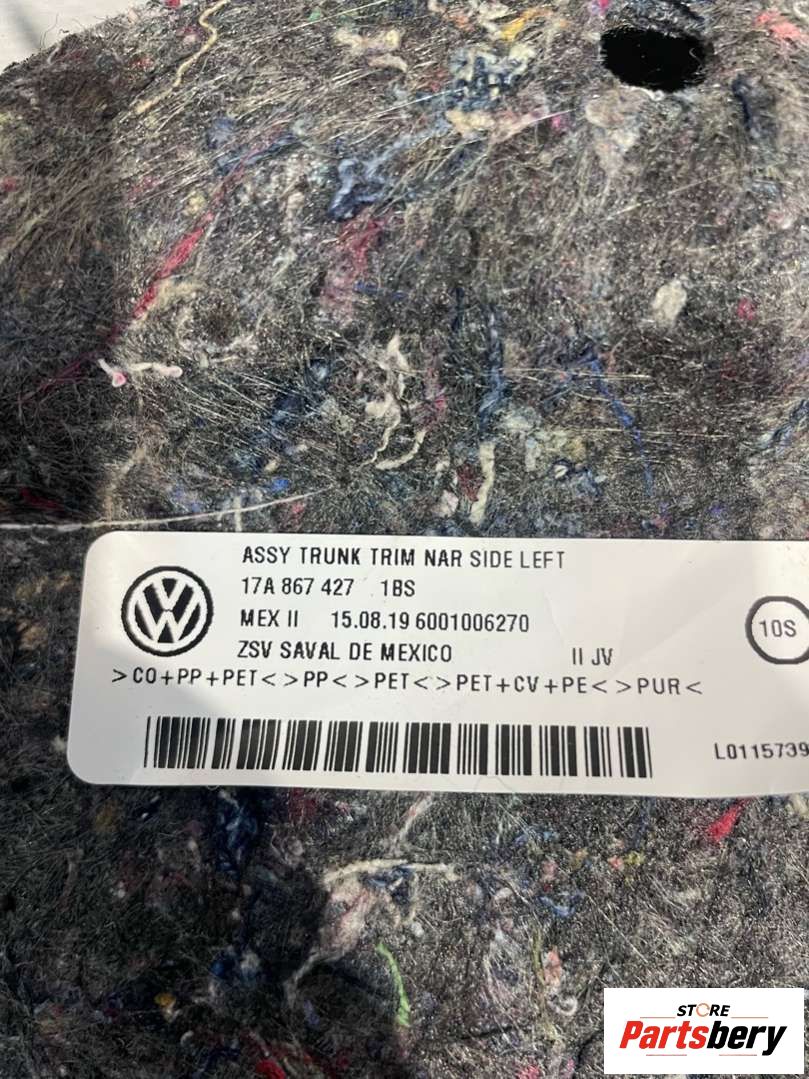 ASSY TRUNK TRIM NAR SIDE LEFT
17A 867 427 1BS
MEX II 15.08.19 6001006270
ZSV SAVAL DE MEXICO II JV
10S
>CO+PP+PET<>PP<>PET<>PET+CV+PE<>PUR<
L0115739
STORE
Partsbery